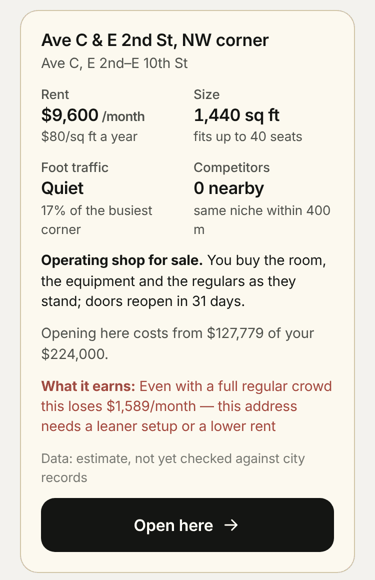 Ave C & E 2nd St, NW corner
Ave C, E 2nd–E 10th St
Rent
$9,600 /month
$80/sq ft a year
Size
1,440 sq ft
fits up to 40 seats
Foot traffic
Quiet
17% of the busiest
corner
Competitors
0 nearby
same niche within 400
m
Operating shop for sale. You buy the room,
the equipment and the regulars as they
stand; doors reopen in 31 days.
Opening here costs from $127,779 of your
$224,000.
What it earns: Even with a full regular crowd
this loses $1,589/month — this address
needs a leaner setup or a lower rent
Data: estimate, not yet checked against city
records
Open here →